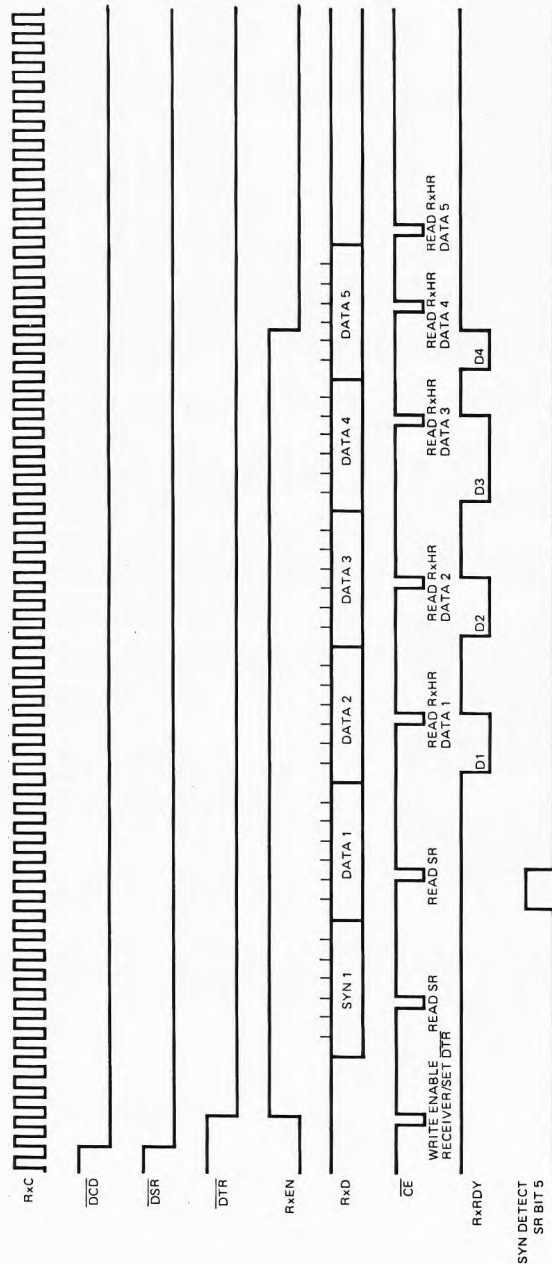 RxC
DCD
DSR
DTR
RxEN
RxD
SYN 1
DATA 1
DATA 2
DATA 3
DATA 4
DATA 5
CE
WRITE ENABLE
RECEIVER/SET DTR
READ SR
READ SR
READ RxHR
DATA 1
READ RxHR
DATA 2
READ RxHR
DATA 3
READ RxHR
DATA 4
READ RxHR
DATA 5
RxRDY
D1
D2
D3
D4
SYN DETECT
SR BIT 5